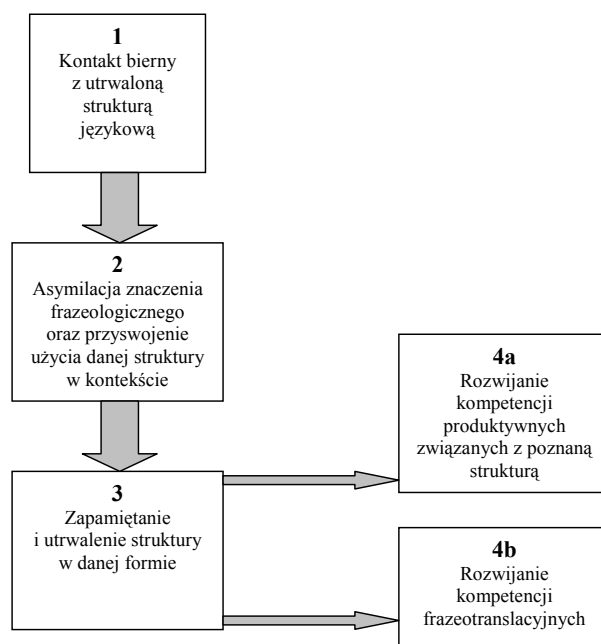 1
Kontakt bierny
z utrwaloną
strukturą
językową
2
Asymilacja znaczenia
frazeologicznego
oraz przyswojenie
użycia danej struktury
w kontekście
3
Zapamiętanie
i utrwalenie struktury
w danej formie
4a
Rozwijanie
kompetencji
produktywnych
związanych z poznaną
strukturą
4b
Rozwijanie
kompetencji
frazeotranslacyjnych